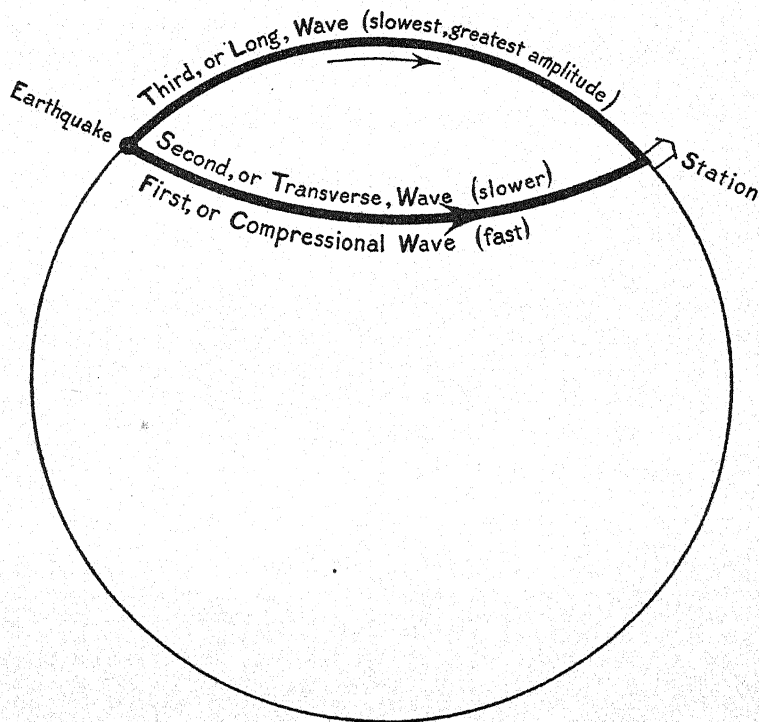 Third, or Long, Wave (slowest, greatest amplitude)
Earthquake
Second, or Transverse, Wave (slower)
Station
First, or Compressional Wave (fast)